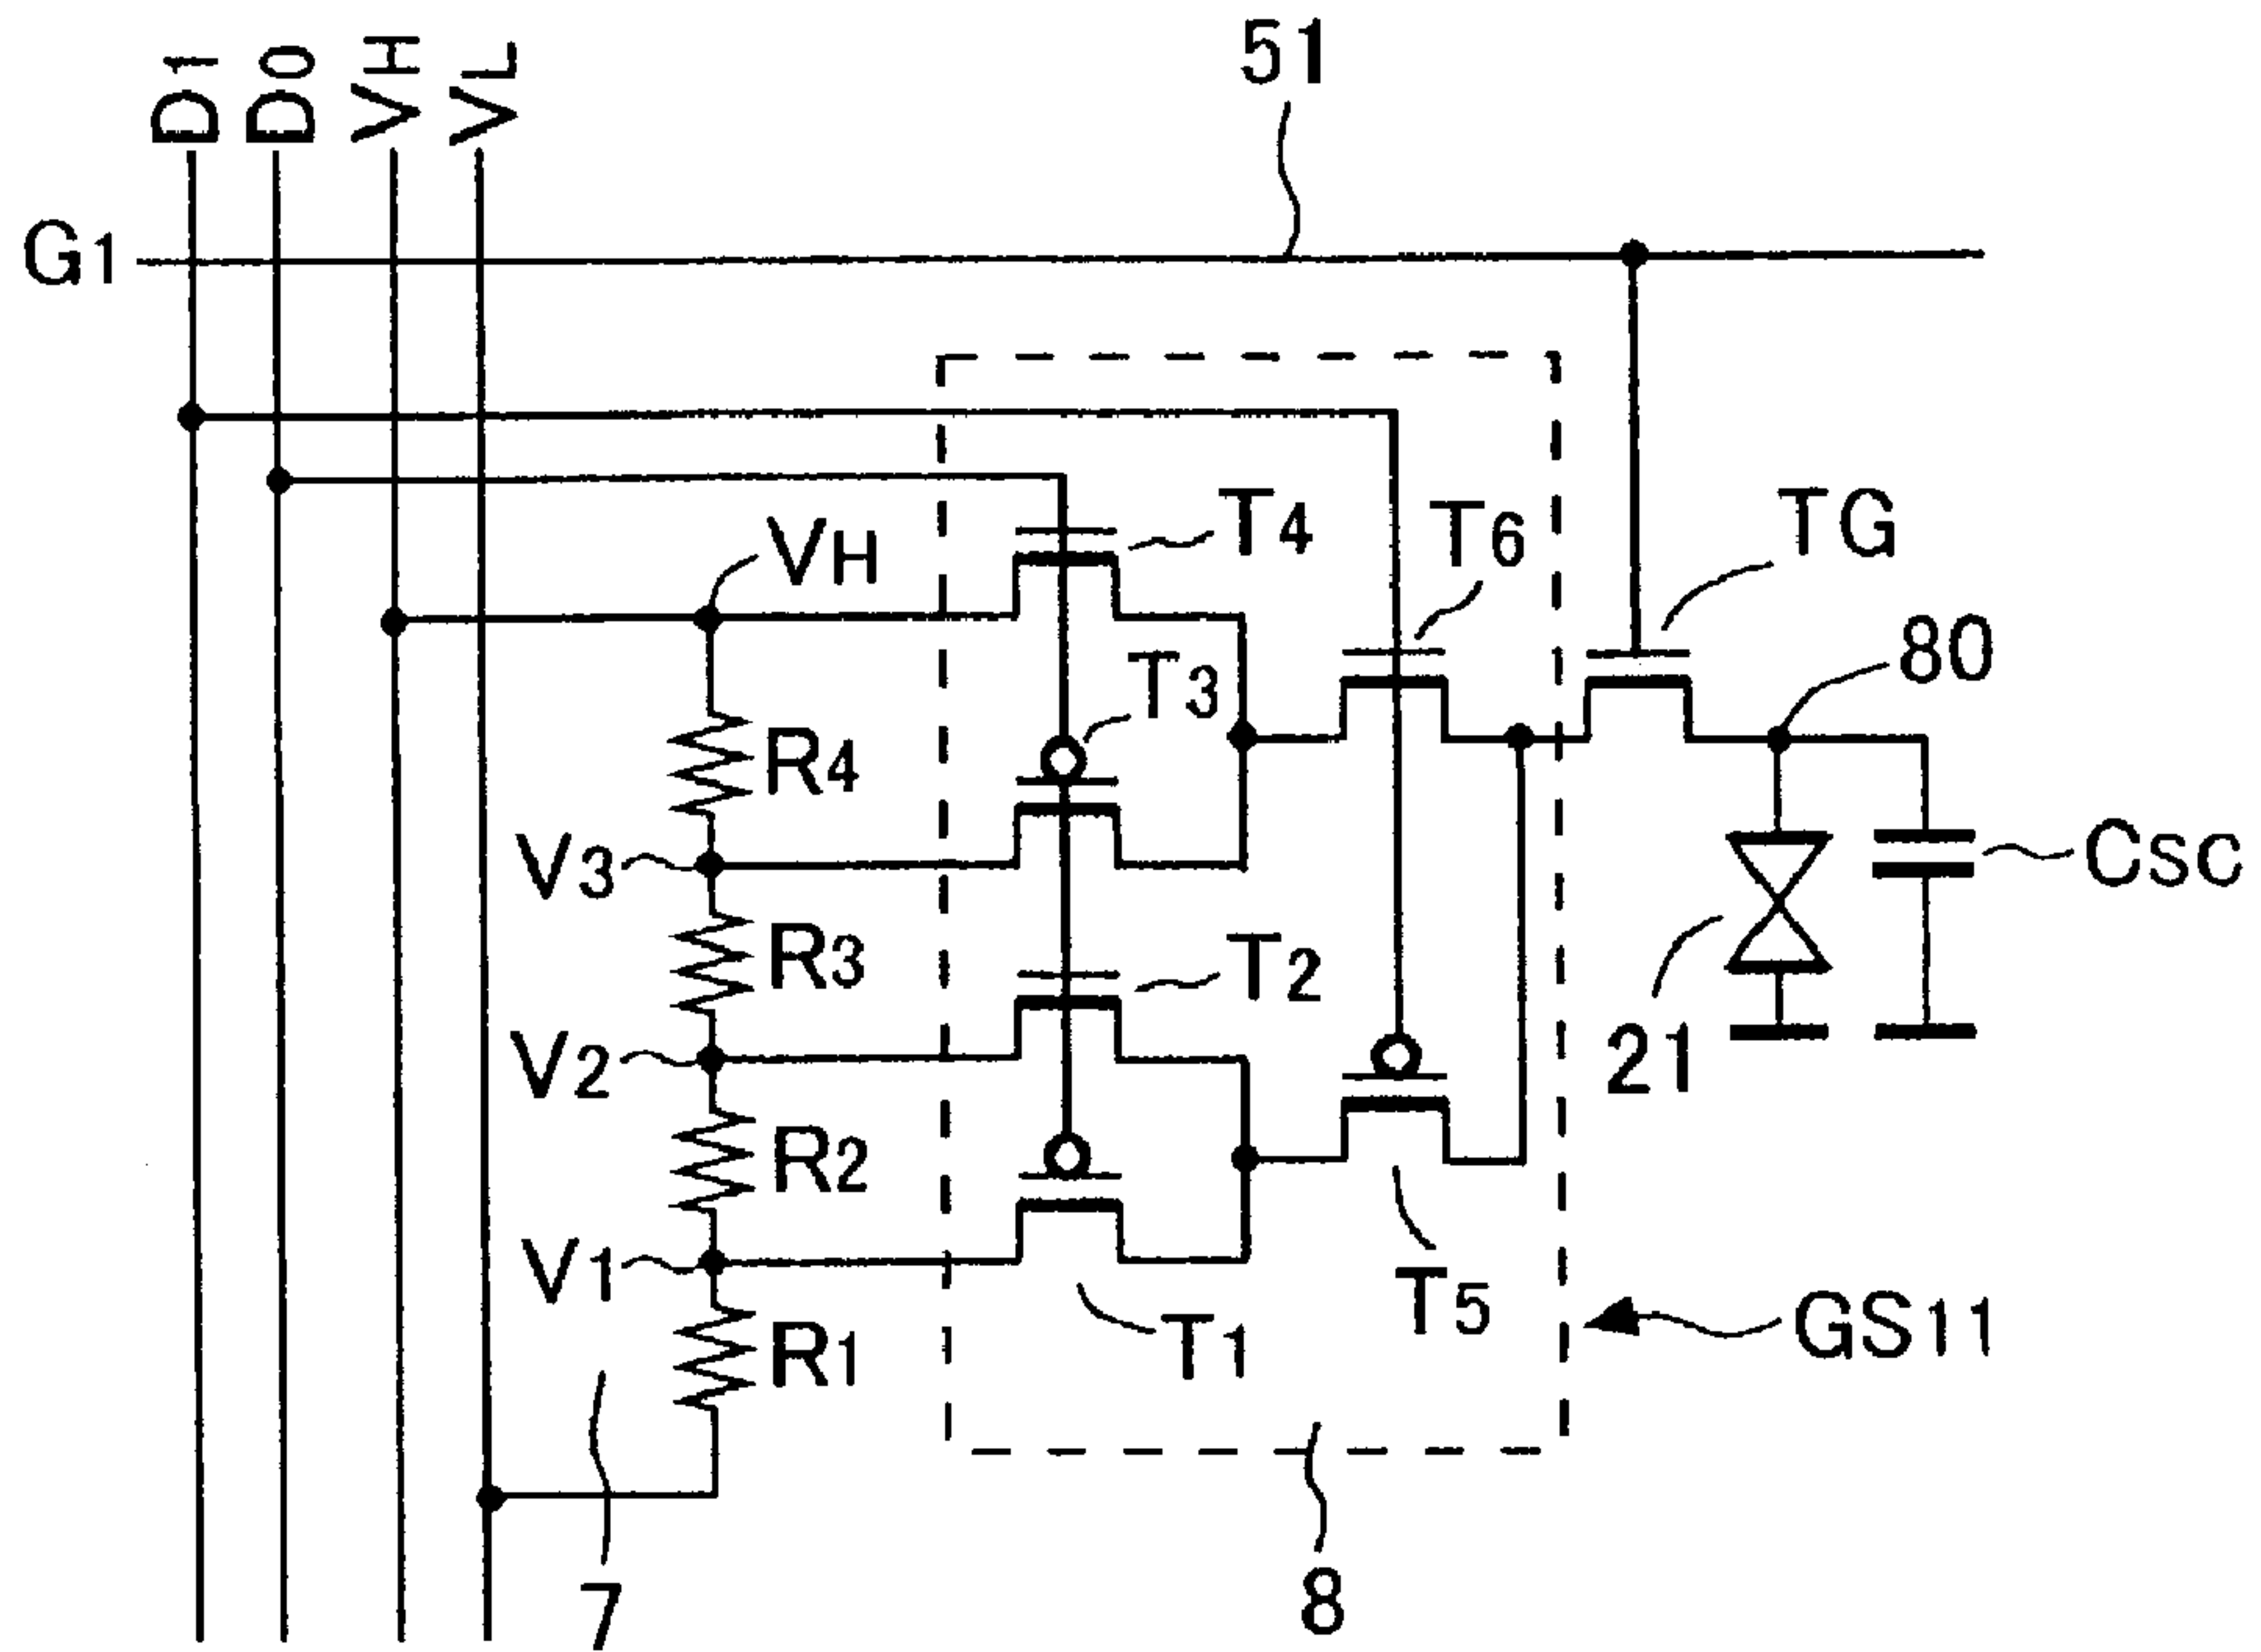 D1
D0
VH
VL
51
G1
T4
T6
TG
VH
80
T3
R4
V3
Csc
R3
T2
V2
21
R2
V1
T5
GS11
R1
T1
7
8